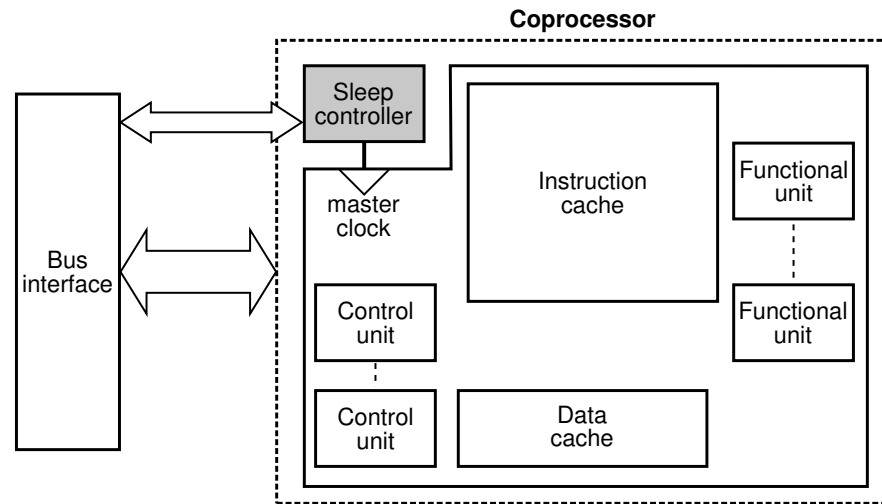 Coprocessor
Sleep
controller
master
clock
Instruction
cache
Functional
unit
Bus
interface
Control
unit
Functional
unit
Control
unit
Data
cache